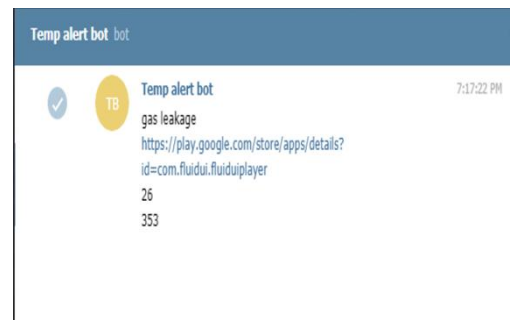 Temp alert bot bot
Temp alert bot 7:17:22 PM
TB
gas leakage
https://play.google.com/store/apps/details?
id=com.fluidui.fluiduiplayer
26
353